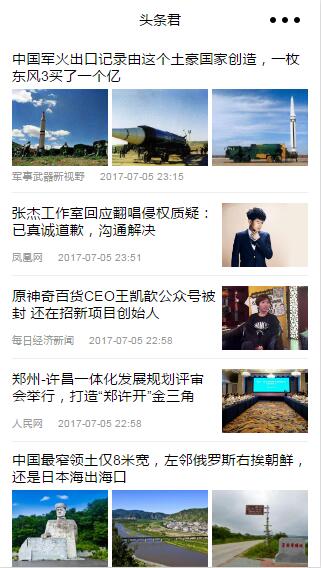 头条君
中国军火出口记录由这个土豪国家创造，一枚
东风3买了一个亿
军事武器新视野 2017-07-05 23:15
张杰工作室回应翻唱侵权质疑：
已真诚道歉，沟通解决
凤凰网 2017-07-05 23:51
原神奇百货CEO王凯歆公众号被
封 还在招新项目创始人
每日经济新闻 2017-07-05 22:58
郑州-许昌一体化发展规划评审
会举行，打造“郑许开”金三角
人民网 2017-07-05 22:58
中国最窄领土仅8米宽，左邻俄罗斯右挨朝鲜，
还是日本海出海口